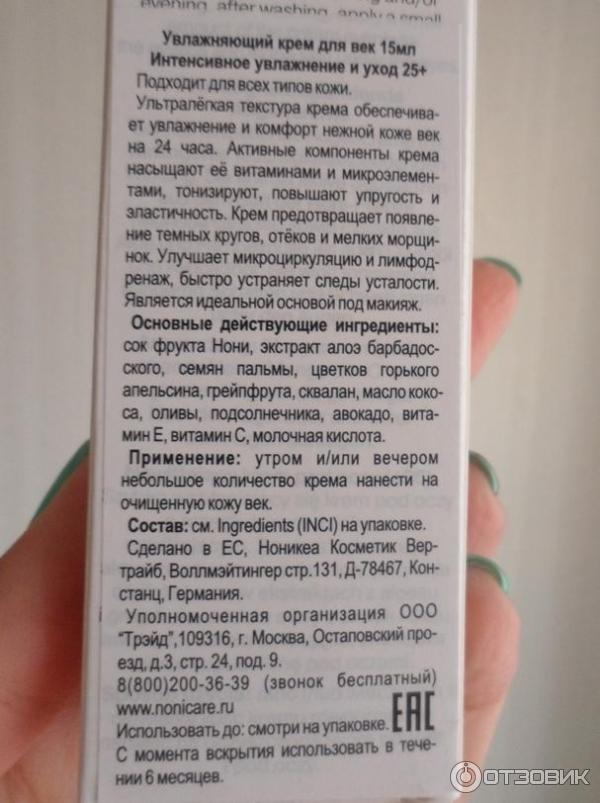 evening, after washing, apply a small
Увлажняющий крем для век 15мл
Интенсивное увлажнение и уход 25+
Подходит для всех типов кожи.
Ультралёгкая текстура крема обеспечива-
ет увлажнение и комфорт нежной коже век
на 24 часа. Активные компоненты крема
насыщают её витаминами и микроэлемен-
тами, тонизируют, повышают упругость и
эластичность. Крем предотвращает появле-
ние темных кругов, отёков и мелких морщи-
нок. Улучшает микроциркуляцию и лимфод-
ренаж, быстро устраняет следы усталости.
Является идеальной основой под макияж.
Основные действующие ингредиенты:
сок фрукта Нони, экстракт алоэ барбадос-
ского, семян пальмы, цветков горького
апельсина, грейпфрута, сквалан, масло коко-
са, оливы, подсолнечника, авокадо, вита-
мин Е, витамин С, молочная кислота.
Применение: утром и/или вечером
небольшое количество крема нанести на
очищенную кожу век.
Состав: см. Ingredients (INCI) на упаковке.
Сделано в ЕС, Ноникеа Косметик Вер-
трайб, Воллмэйтингер стр.131, Д-78467, Кон-
станц, Германия.
Уполномоченная организация ООО
"Трэйд",109316, г. Москва, Остаповский про-
езд, д.3, стр. 24, под. 9.
8(800)200-36-39 (звонок бесплатный)
www.nonicare.ru
Использовать до: смотри на упаковке.
EAC
С момента вскрытия использовать в тече-
нии 6 месяцев.
ОТЗОВИК